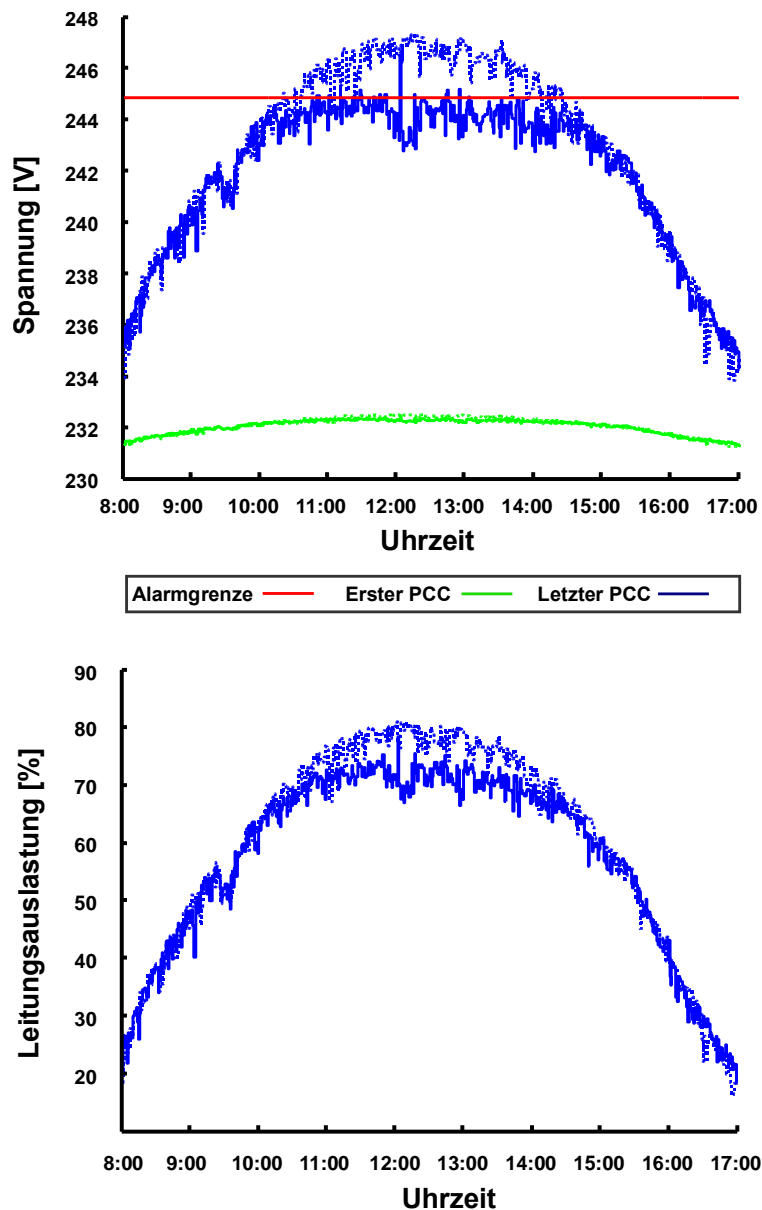 248
246
244
242
240
238
236
234
232
230
Spannung [V]
8:00 9:00 10:00 11:00 12:00 13:00 14:00 15:00 16:00 17:00
Uhrzeit
Alarmgrenze Erster PCC Letzter PCC
90
80
70
60
50
40
30
20
Leitungsauslastung [%]
8:00 9:00 10:00 11:00 12:00 13:00 14:00 15:00 16:00 17:00
Uhrzeit